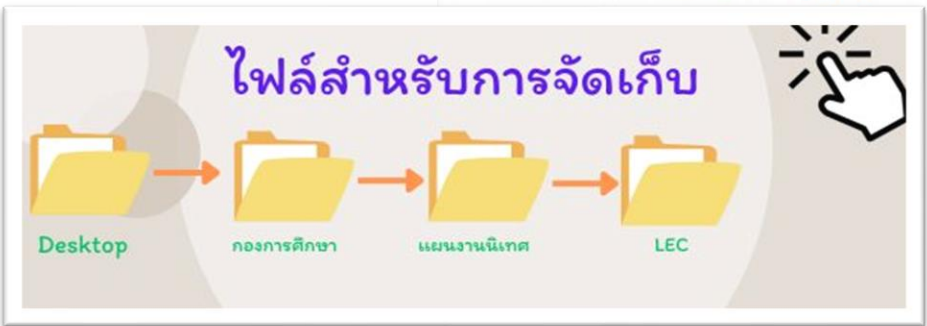 ไฟล์สำหรับการจัดเก็บ
Desktop
กองการศึกษา
แผนงานนิเทศ
LEC